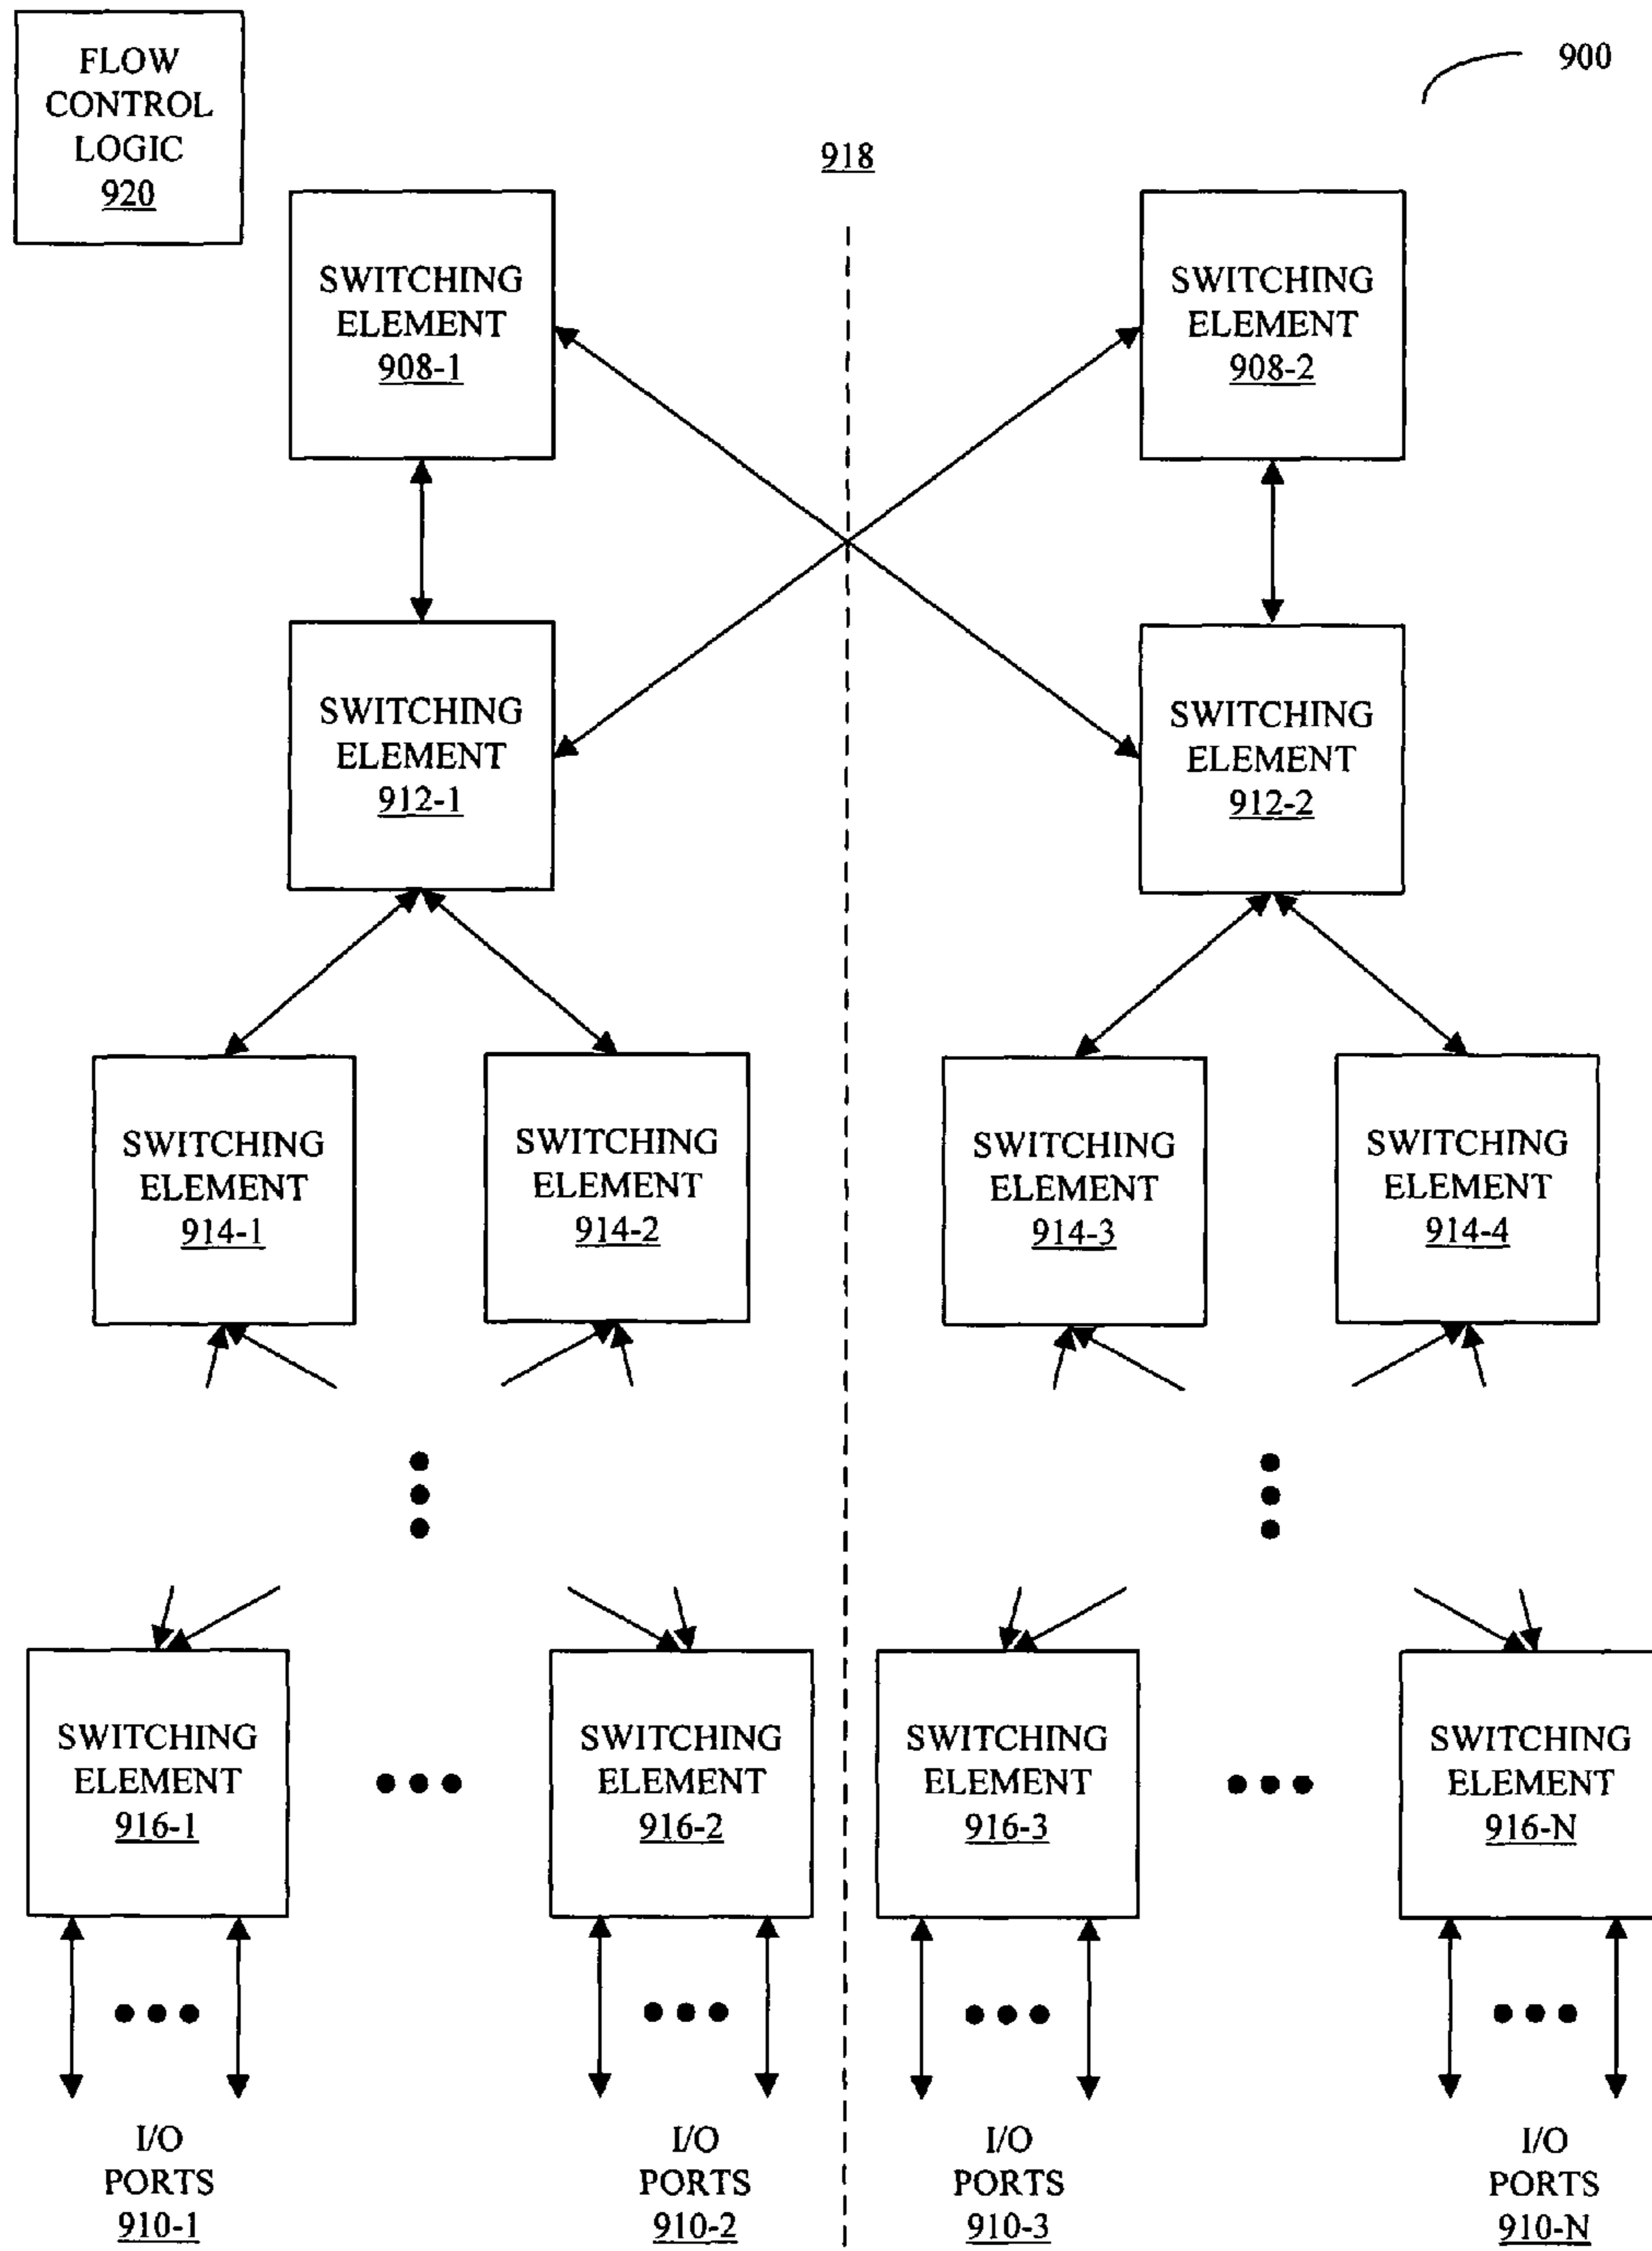 FLOW
CONTROL
LOGIC
920
900
918
SWITCHING
ELEMENT
908-1
SWITCHING
ELEMENT
908-2
SWITCHING
ELEMENT
912-1
SWITCHING
ELEMENT
912-2
SWITCHING
ELEMENT
914-1
SWITCHING
ELEMENT
914-2
SWITCHING
ELEMENT
914-3
SWITCHING
ELEMENT
914-4
SWITCHING
ELEMENT
916-1
SWITCHING
ELEMENT
916-2
SWITCHING
ELEMENT
916-3
SWITCHING
ELEMENT
916-N
I/O
PORTS
910-1
I/O
PORTS
910-2
I/O
PORTS
910-3
I/O
PORTS
910-N